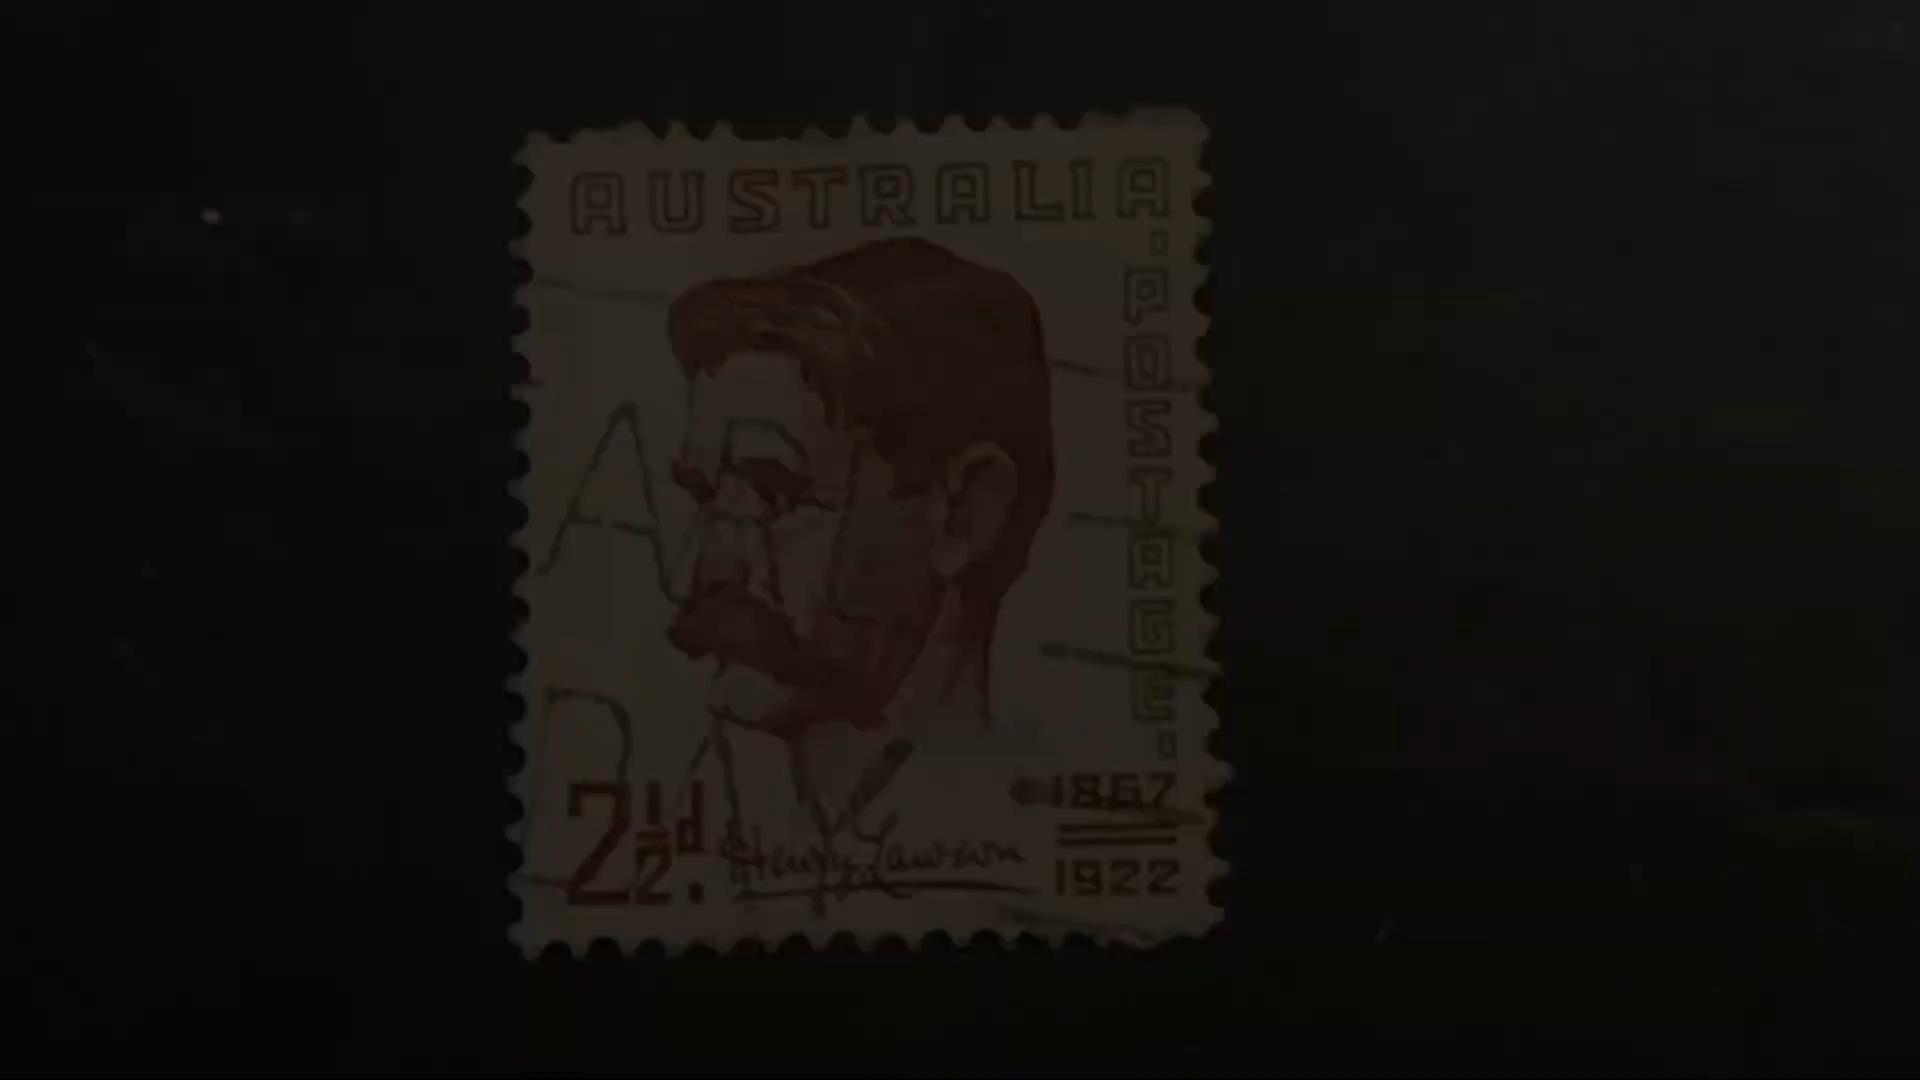 AUSTRALIA
.POSTAGE.
2½d.
Henry Lawson
1867
1922